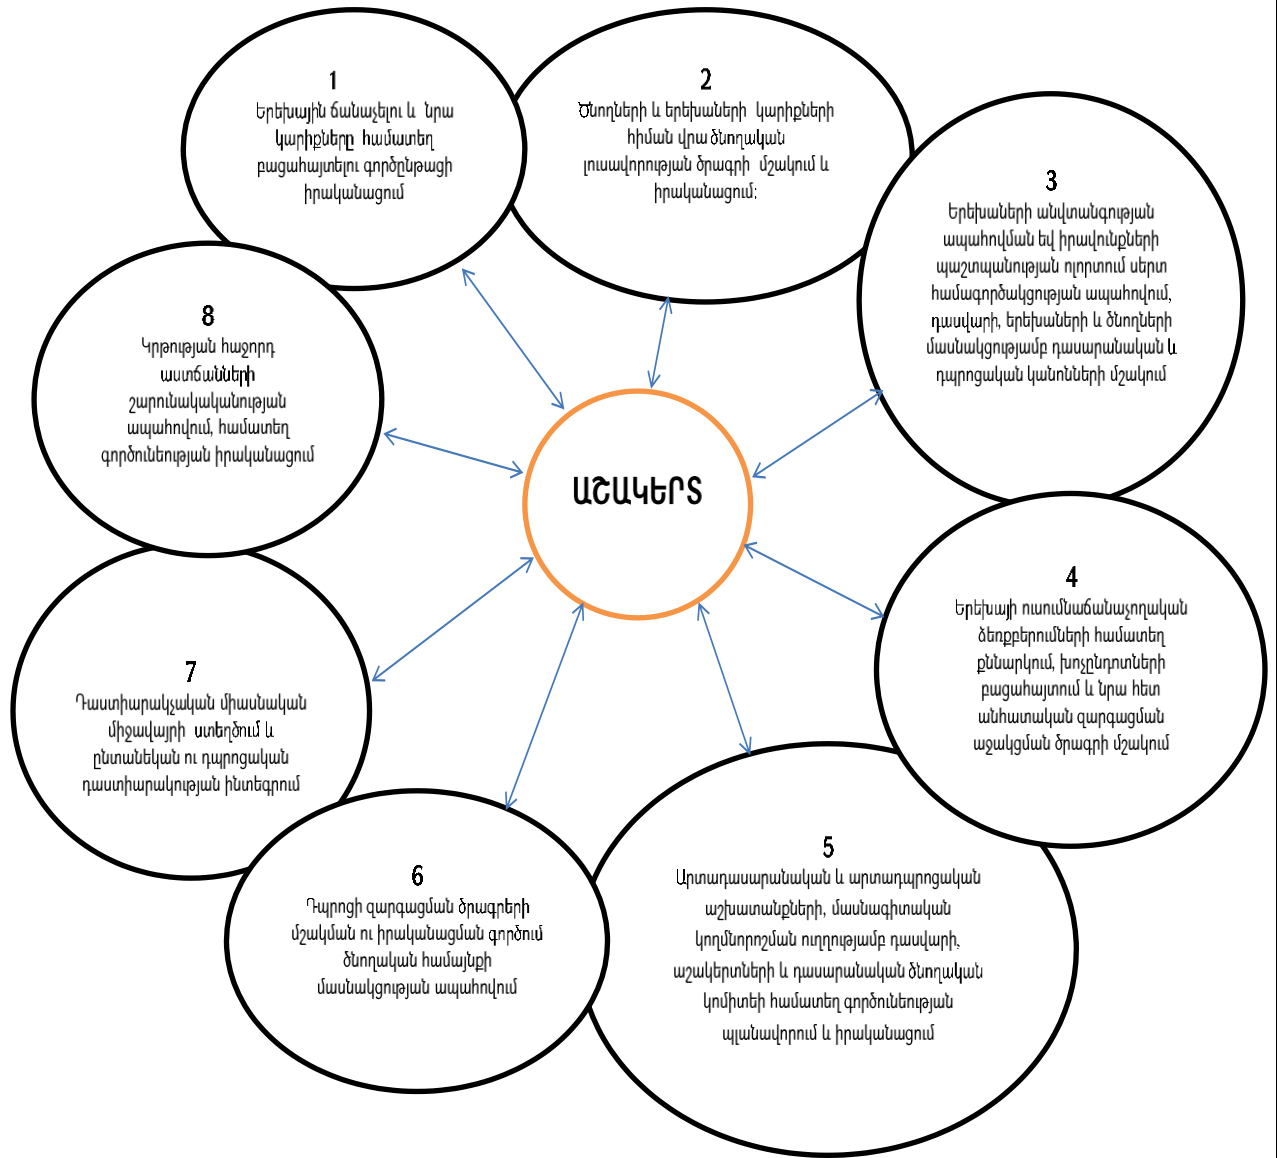 1
Երեխային ճանաչելու և նրա
կարիքները համատեղ
բացահայտելու գործընթացի
իրականացում
2
Ծնողների և երեխաների կարիքների
հիման վրա ծնողական
լուսավորության ծրագրի մշակում և
իրականացում:
3
Երեխաների անվտանգության
ապահովման եվ իրավունքների
պաշտպանության ոլորտում սերտ
համագործակցության ապահովում,
դասվարի, երեխաների և ծնողների
մասնակցությամբ դասարանական և
դպրոցական կանոնների մշակում
4
Երեխայի ուսումնաճանաչողական
ձեռքբերումների համատեղ
քննարկում, խոչընդոտների
բացահայտում և նրա հետ
անհատական զարգացման
աջակցման ծրագրի մշակում
5
Արտադասարանական և արտադպրոցական
աշխատանքների, մասնագիտական
կողմնորոշման ուղղությամբ դասվարի,
աշակերտների և դասարանական ծնողական
կոմիտեի համատեղ գործունեության
պլանավորում և իրականացում
6
Դպրոցի զարգացման ծրագրերի
մշակման ու իրականացման գործում
ծնողական համայնքի
մասնակցության ապահովում
7
Դաստիարակչական միասնական
միջավայրի ստեղծում և
ընտանեկան ու դպրոցական
դաստիարակության ինտեգրում
8
Կրթության հաջորդ
աստճանների
շարունակականության
ապահովում, համատեղ
գործունեության իրականացում
ԱՇԱԿԵՐՏ